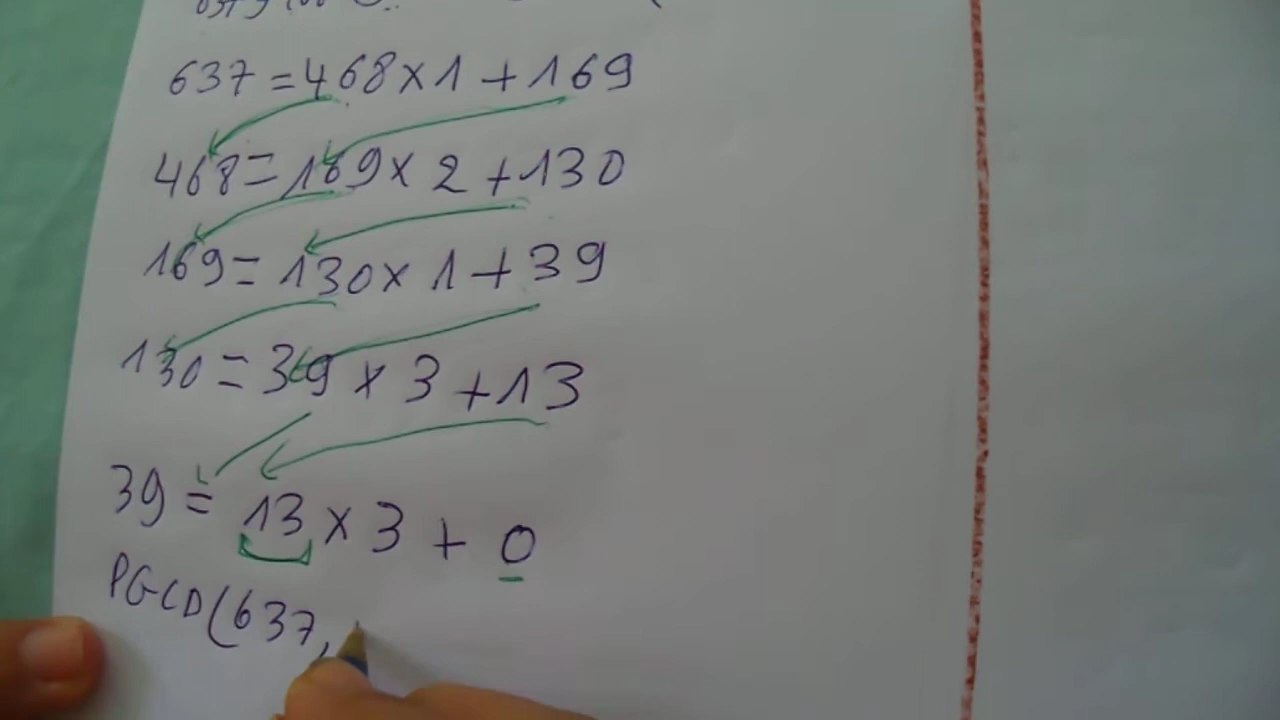 637 = 468 × 1 + 169
468 = 169 × 2 + 130
169 = 130 × 1 + 39
130 = 39 × 3 + 13
39 = 13 × 3 + 0
PGCD(637,